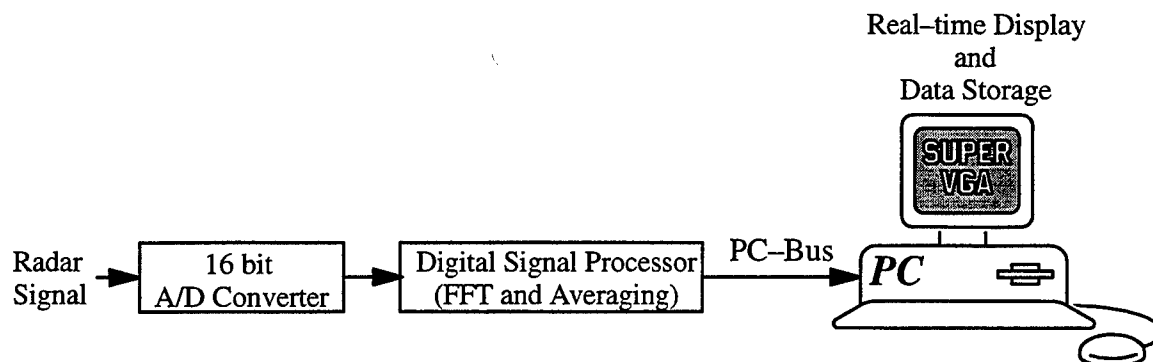 Real–time Display
and
Data Storage
SUPER
VGA
Radar
Signal
16 bit
A/D Converter
Digital Signal Processor
(FFT and Averaging)
PC–Bus
PC